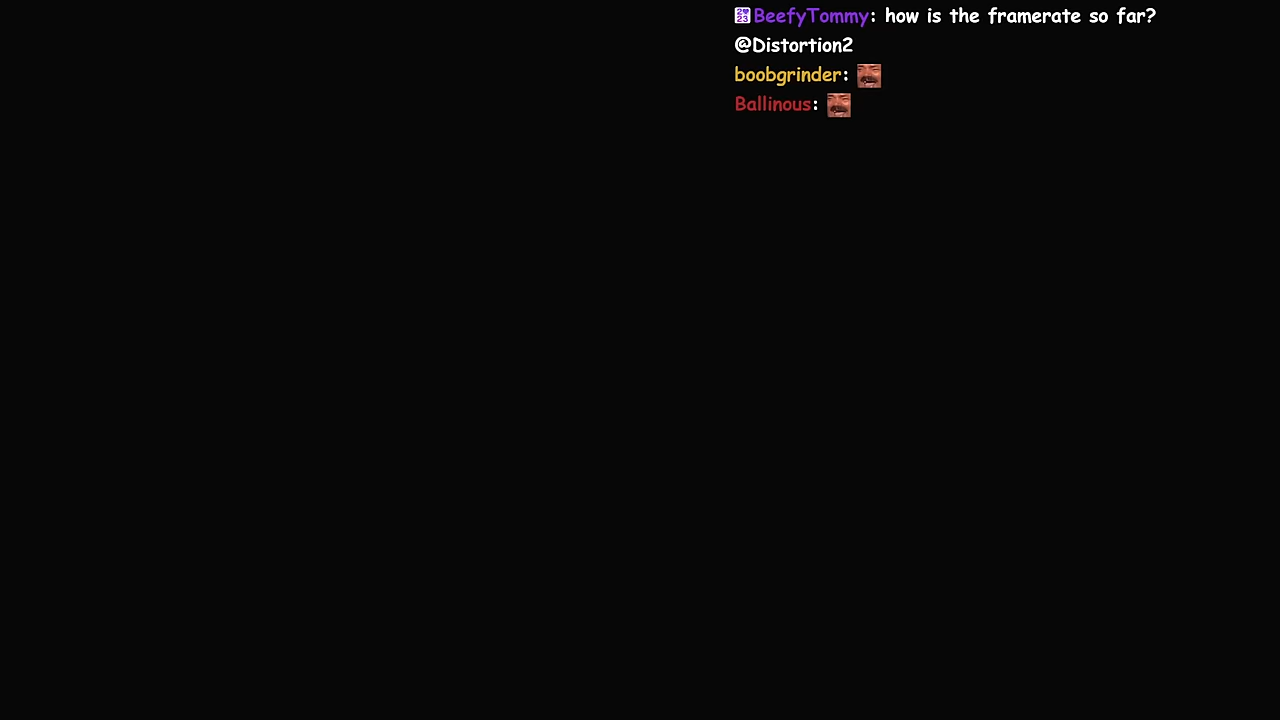 BeefyTommy: how is the framerate so far?
@Distortion2
boobgrinder:
Ballinous: